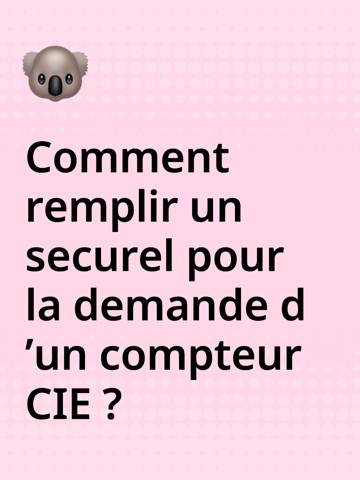 Comment
remplir un
securel pour
la demande d
’un compteur
CIE ?